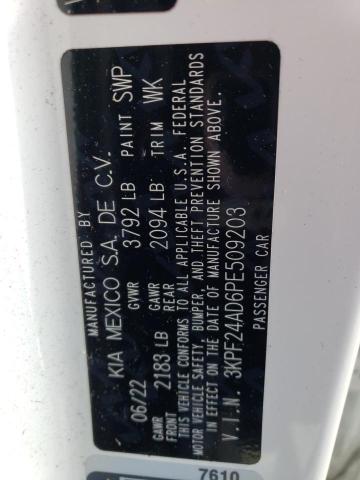 MANUFACTURED BY
KIA MEXICO S.A. DE C.V.
06/22 GVWR 3792 LB PAINT SWP
GAWR 2183 LB GAWR REAR 2094 LB TRIM WK
THIS VEHICLE CONFORMS TO ALL APPLICABLE U.S.A. FEDERAL
MOTOR VEHICLE SAFETY, BUMPER, AND THEFT PREVENTION STANDARDS
IN EFFECT ON THE DATE OF MANUFACTURE SHOWN ABOVE.
V.I.N. 3KPF24AD6PE509203
PASSENGER CAR
7610